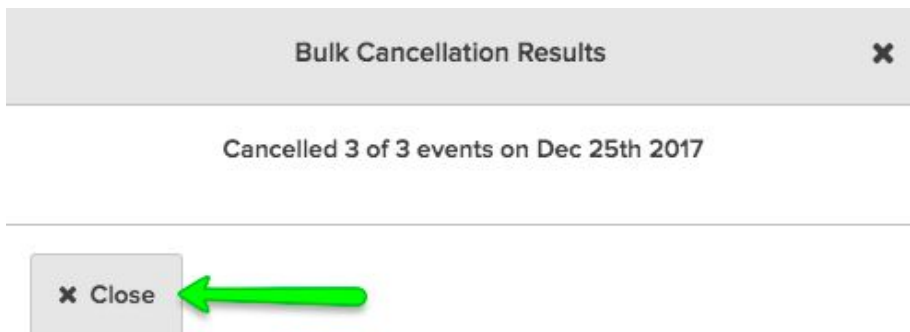 Bulk Cancellation Results
Cancelled 3 of 3 events on Dec 25th 2017
Close